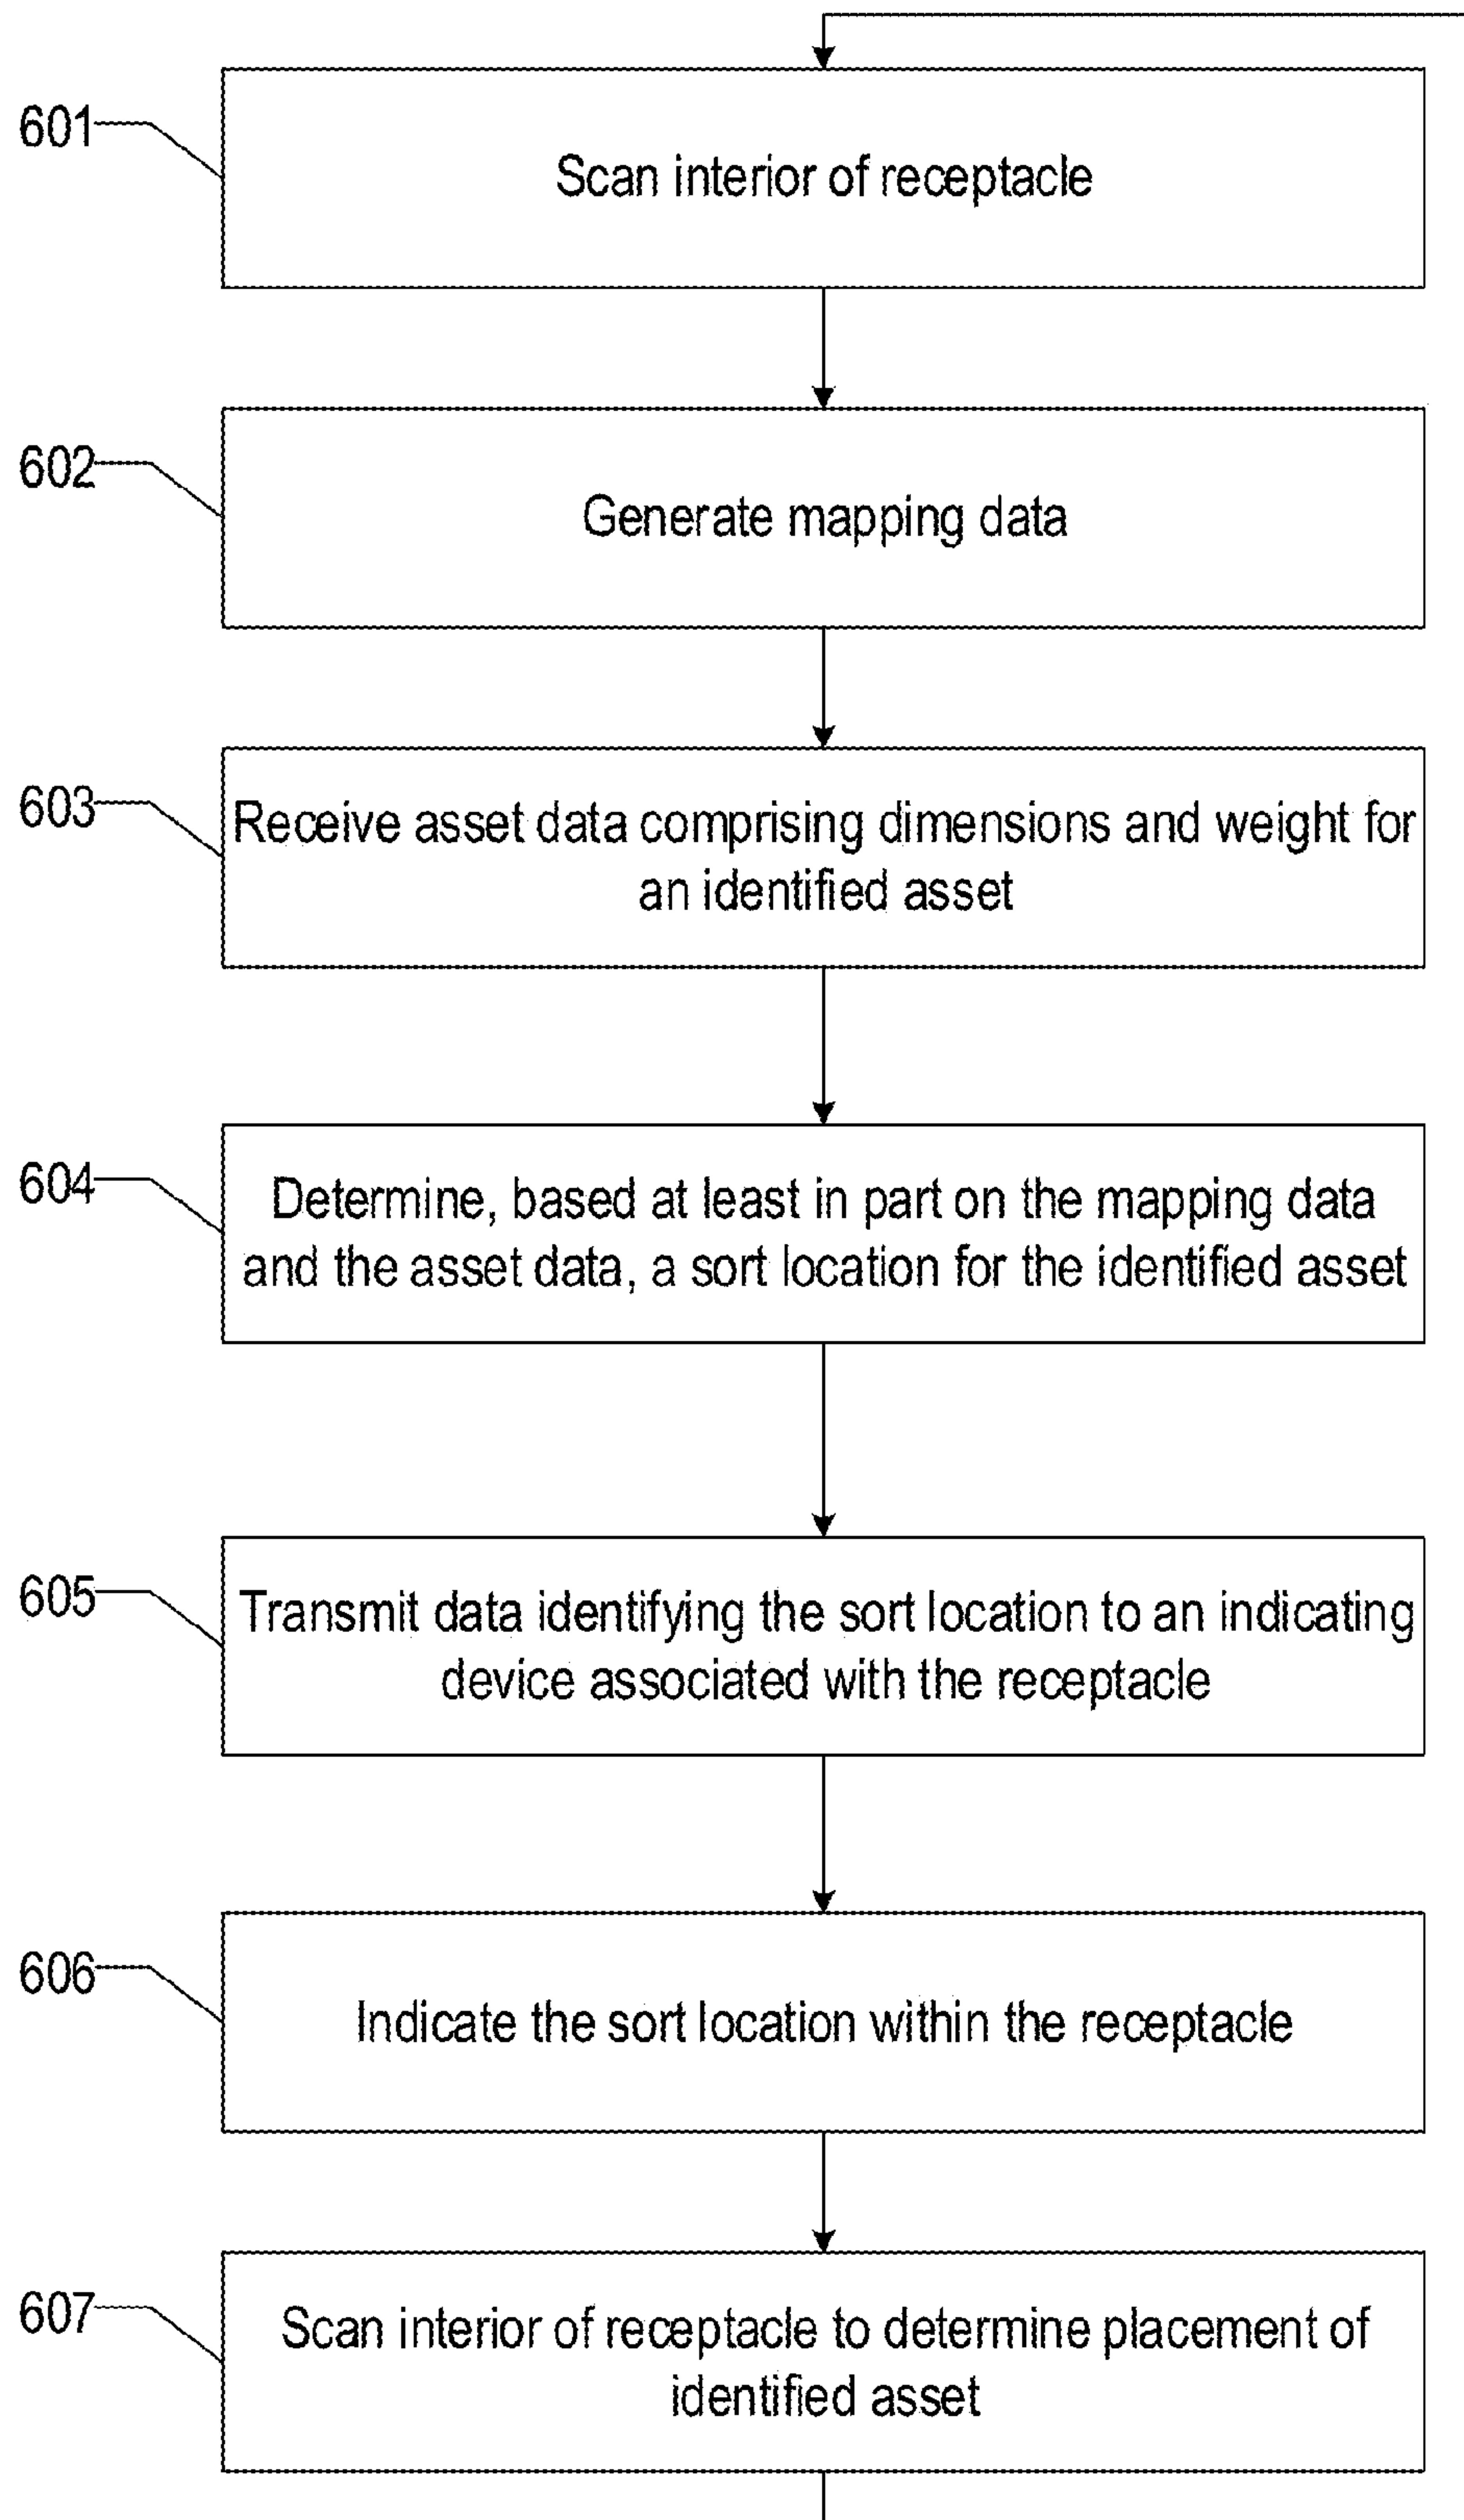 601
Scan interior of receptacle
602
Generate mapping data
603
Receive asset data comprising dimensions and weight for
an identified asset
604
Determine, based at least in part on the mapping data
and the asset data, a sort location for the identified asset
605
Transmit data identifying the sort location to an indicating
device associated with the receptacle
606
Indicate the sort location within the receptacle
607
Scan interior of receptacle to determine placement of
identified asset